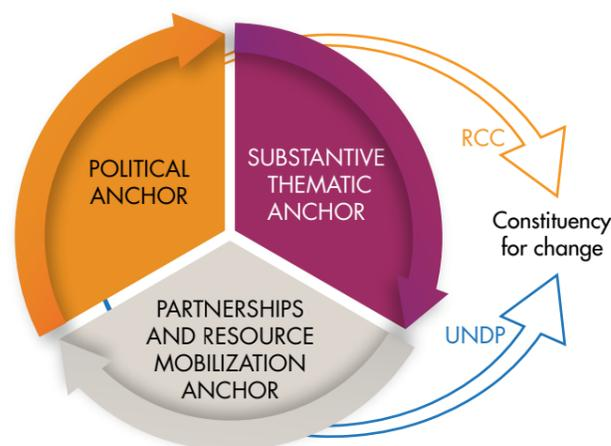 POLITICAL
ANCHOR
SUBSTANTIVE
THEMATIC
ANCHOR
RCC
Constituency
for change
PARTNERSHIPS
AND RESOURCE
MOBILIZATION
ANCHOR
UNDP